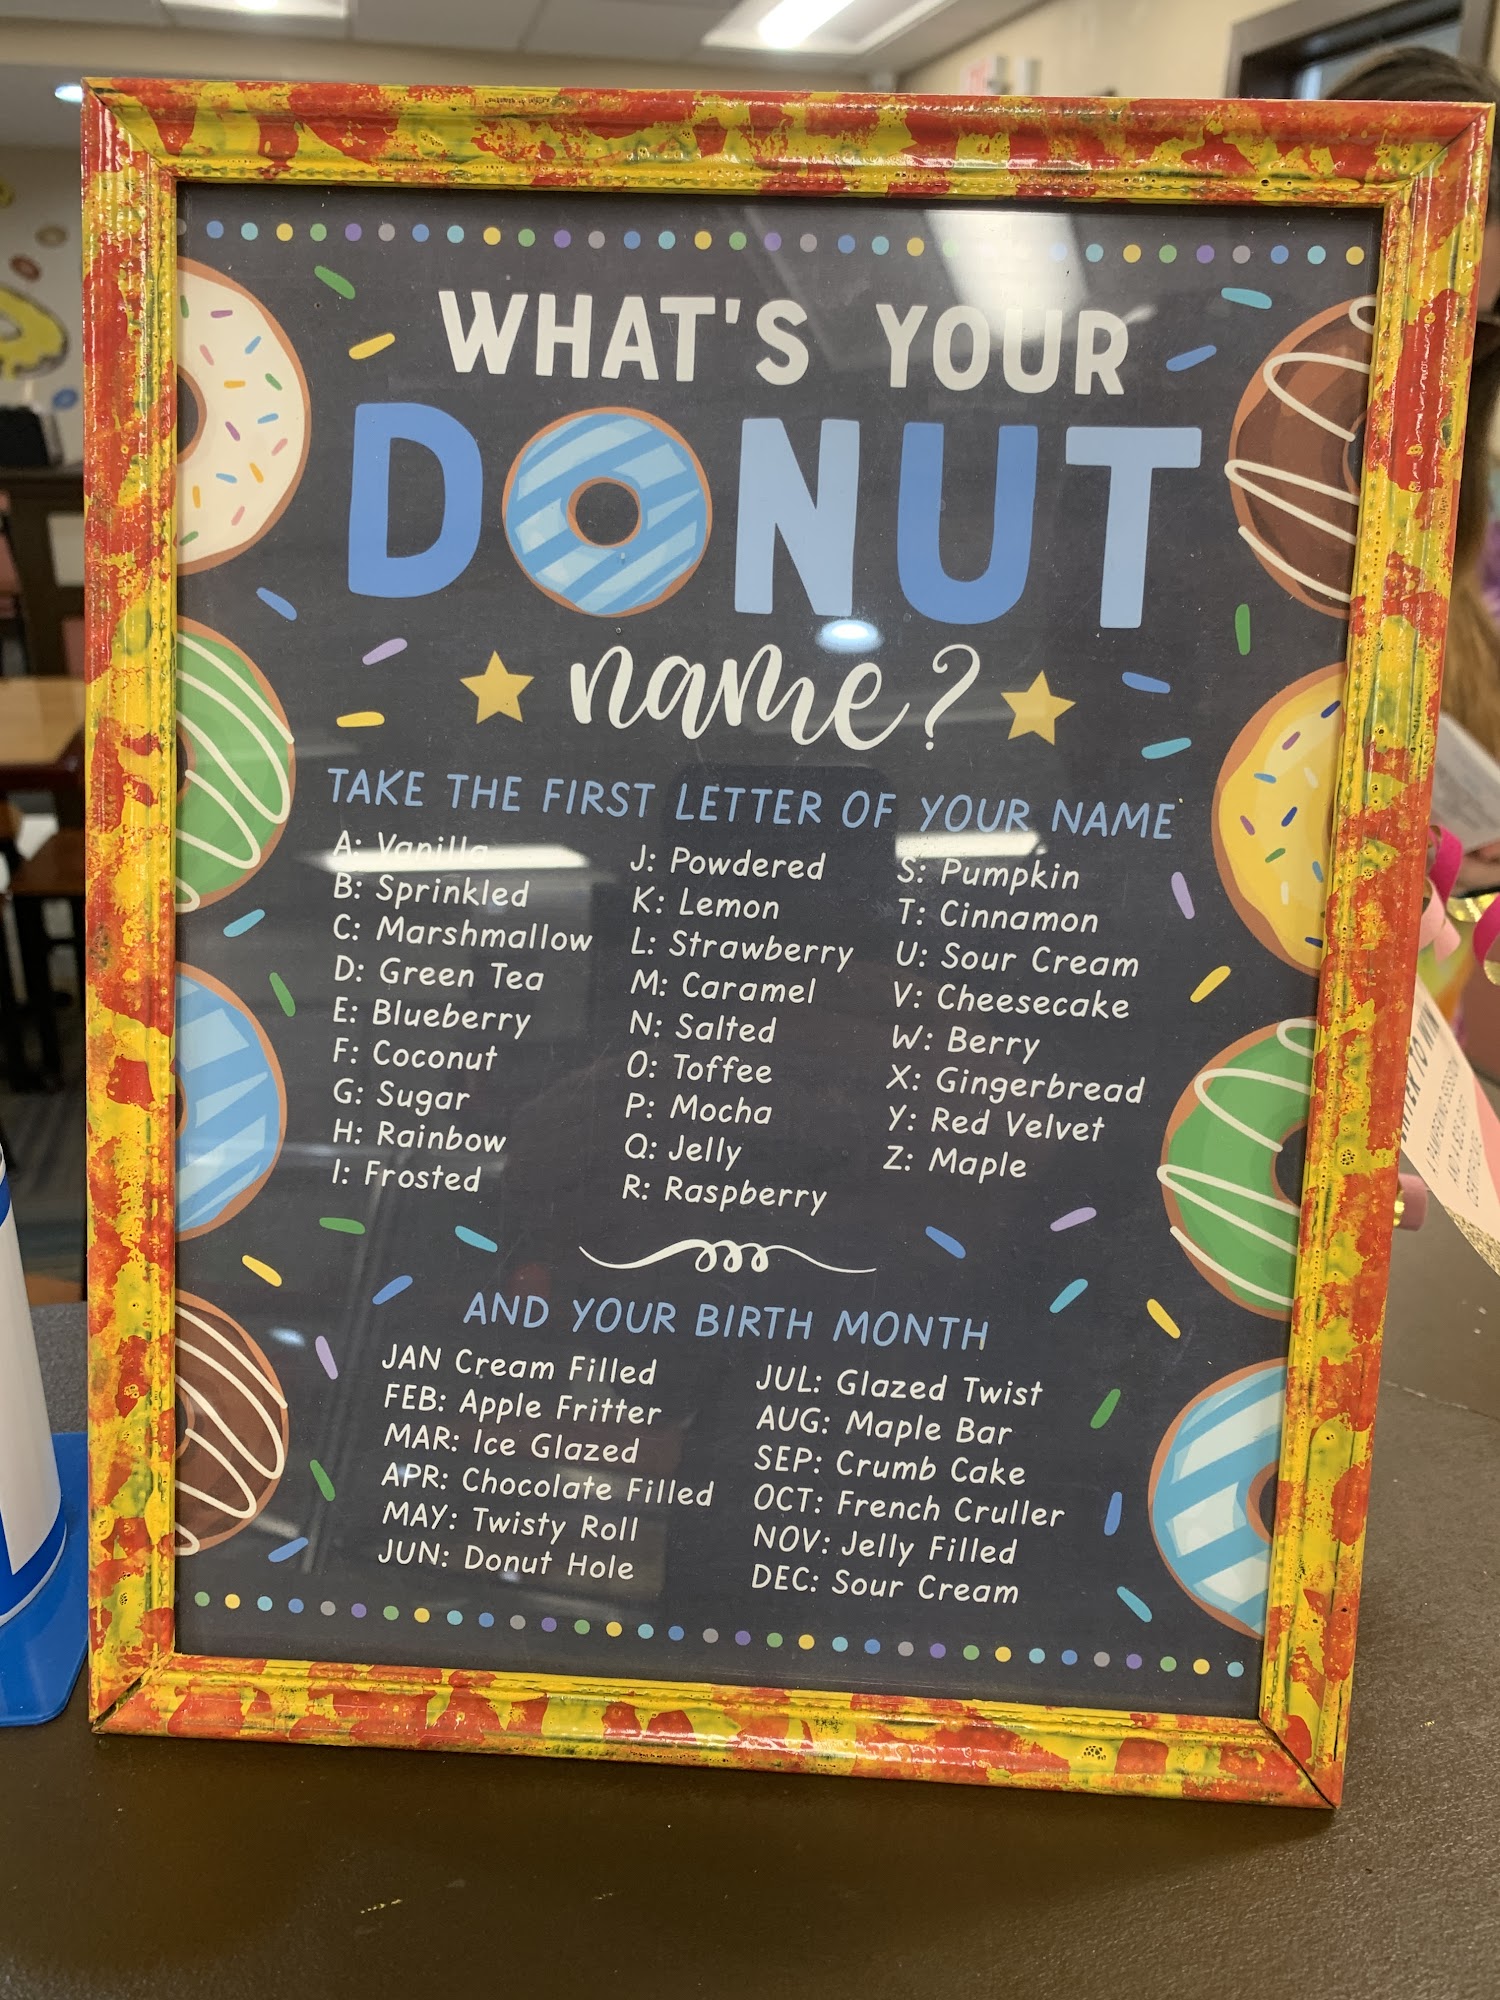 WHAT'S YOUR
DONUT
name?
TAKE THE FIRST LETTER OF YOUR NAME
A: Vanilla
B: Sprinkled
C: Marshmallow
D: Green Tea
E: Blueberry
F: Coconut
G: Sugar
H: Rainbow
I: Frosted
J: Powdered
K: Lemon
L: Strawberry
M: Caramel
N: Salted
O: Toffee
P: Mocha
Q: Jelly
R: Raspberry
S: Pumpkin
T: Cinnamon
U: Sour Cream
V: Cheesecake
W: Berry
X: Gingerbread
Y: Red Velvet
Z: Maple
AND YOUR BIRTH MONTH
JAN Cream Filled
FEB: Apple Fritter
MAR: Ice Glazed
APR: Chocolate Filled
MAY: Twisty Roll
JUN: Donut Hole
JUL: Glazed Twist
AUG: Maple Bar
SEP: Crumb Cake
OCT: French Cruller
NOV: Jelly Filled
DEC: Sour Cream
ENTER TO WIN